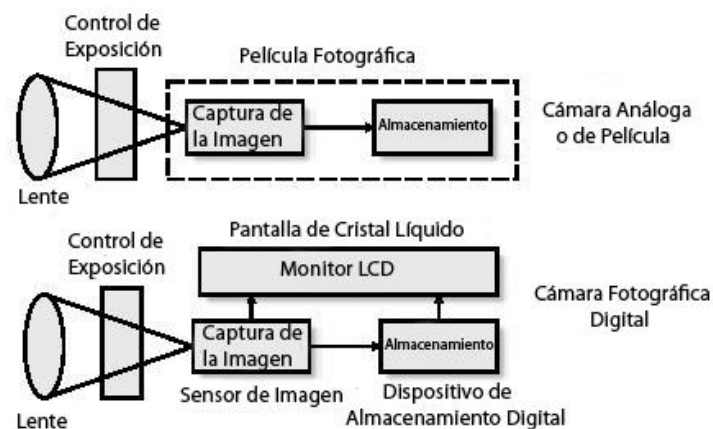 Control de
Exposición
Película Fotográfica
Captura de
la Imagen
Almacenamiento
Cámara Análoga
o de Película
Lente
Control de
Exposición
Pantalla de Cristal Líquido
Monitor LCD
Cámara Fotográfica
Digital
Captura de
la Imagen
Almacenamiento
Sensor de Imagen
Dispositivo de
Almacenamiento Digital
Lente